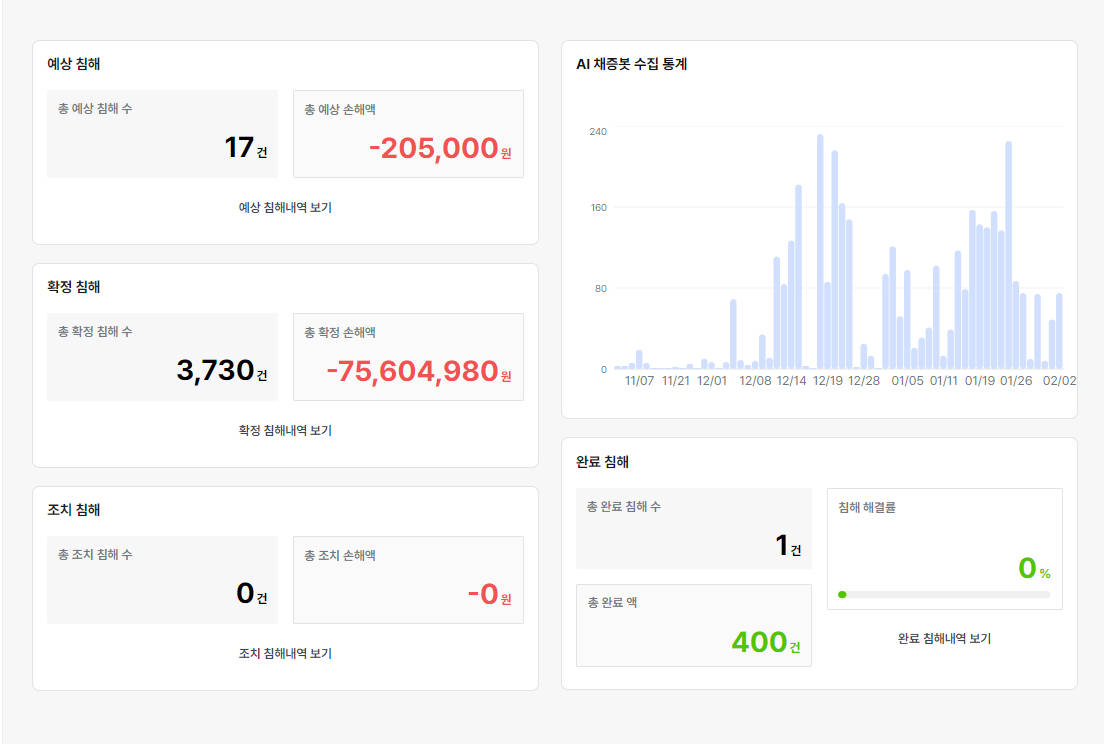 예상 침해
총 예상 침해 수
17건
총 예상 손해액
-205,000원
예상 침해내역 보기
확정 침해
총 확정 침해 수
3,730건
총 확정 손해액
-75,604,980원
확정 침해내역 보기
조치 침해
총 조치 침해 수
0건
총 조치 손해액
-0원
조치 침해내역 보기
AI 채증봇 수집 통계
240
160
80
0
11/07 11/21 12/01 12/08 12/14 12/19 12/28 01/05 01/11 01/19 01/26 02/02
완료 침해
총 완료 침해 수
1건
총 완료 액
400건
침해 해결률
0%
완료 침해내역 보기